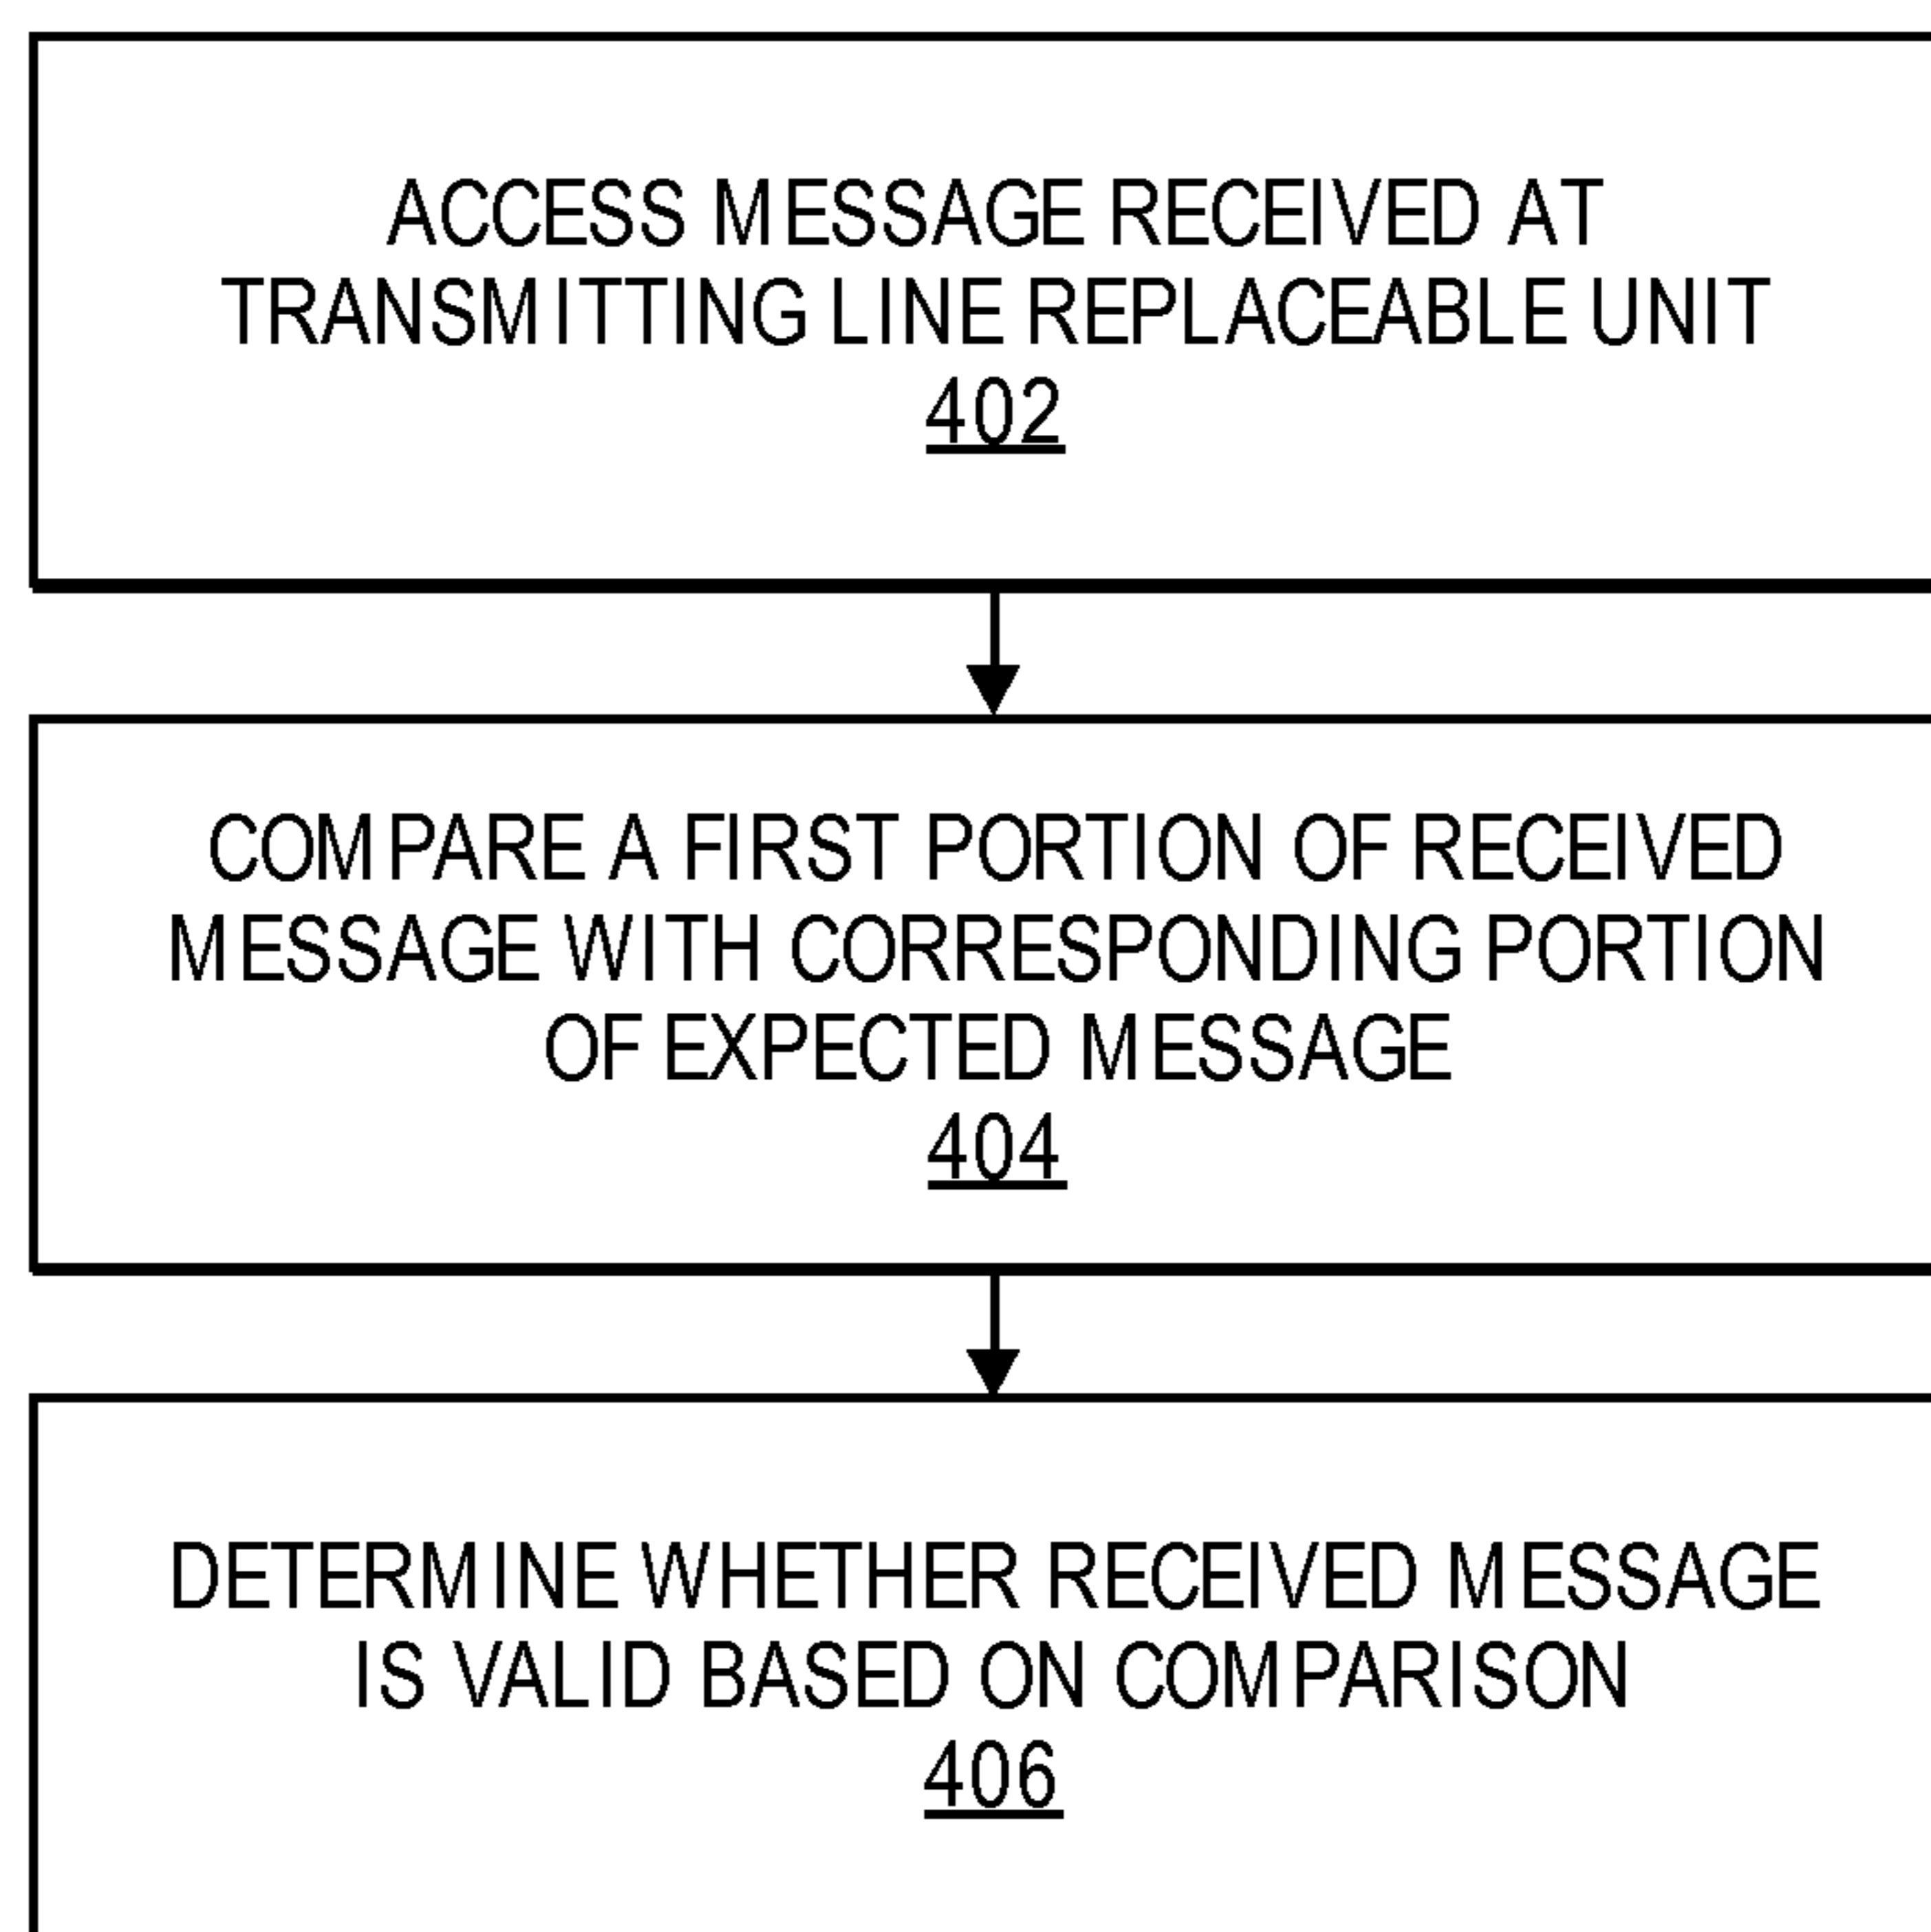 ACCESS MESSAGE RECEIVED AT
TRANSMITTING LINE REPLACEABLE UNIT
402
COMPARE A FIRST PORTION OF RECEIVED
MESSAGE WITH CORRESPONDING PORTION
OF EXPECTED MESSAGE
404
DETERMINE WHETHER RECEIVED MESSAGE
IS VALID BASED ON COMPARISON
406